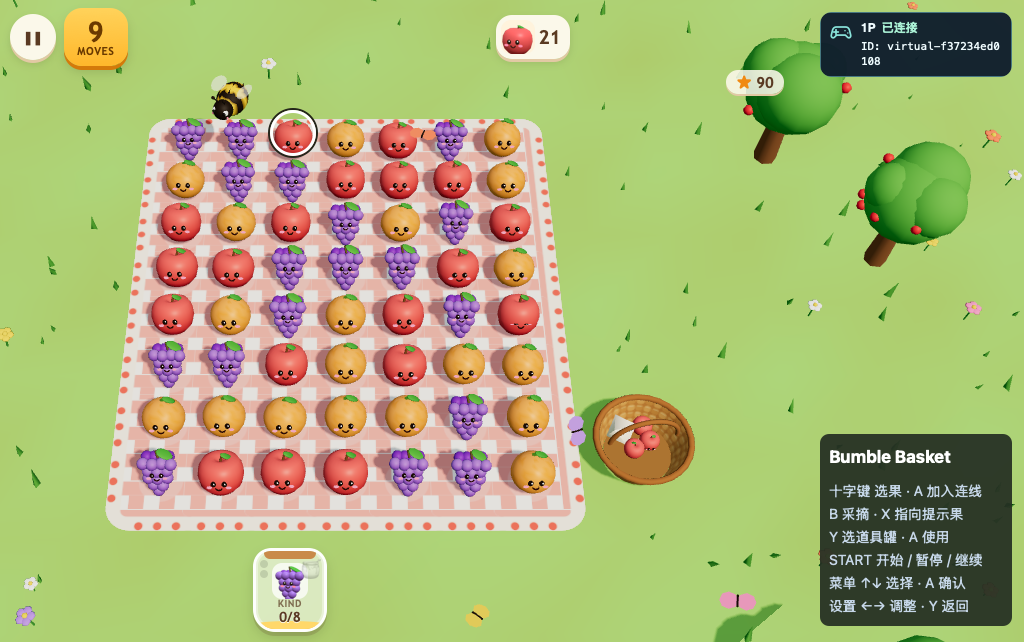 9
MOVES
21
1P 已连接
ID: virtual-f37234ed0
108
90
Bumble Basket
十字键 选果 · A 加入连线
B 采摘 · X 指向提示果
Y 选道具罐 · A 使用
START 开始 / 暂停 / 继续
菜单 ↑↓ 选择 · A 确认
设置 ←→ 调整 · Y 返回
KIND
0/8